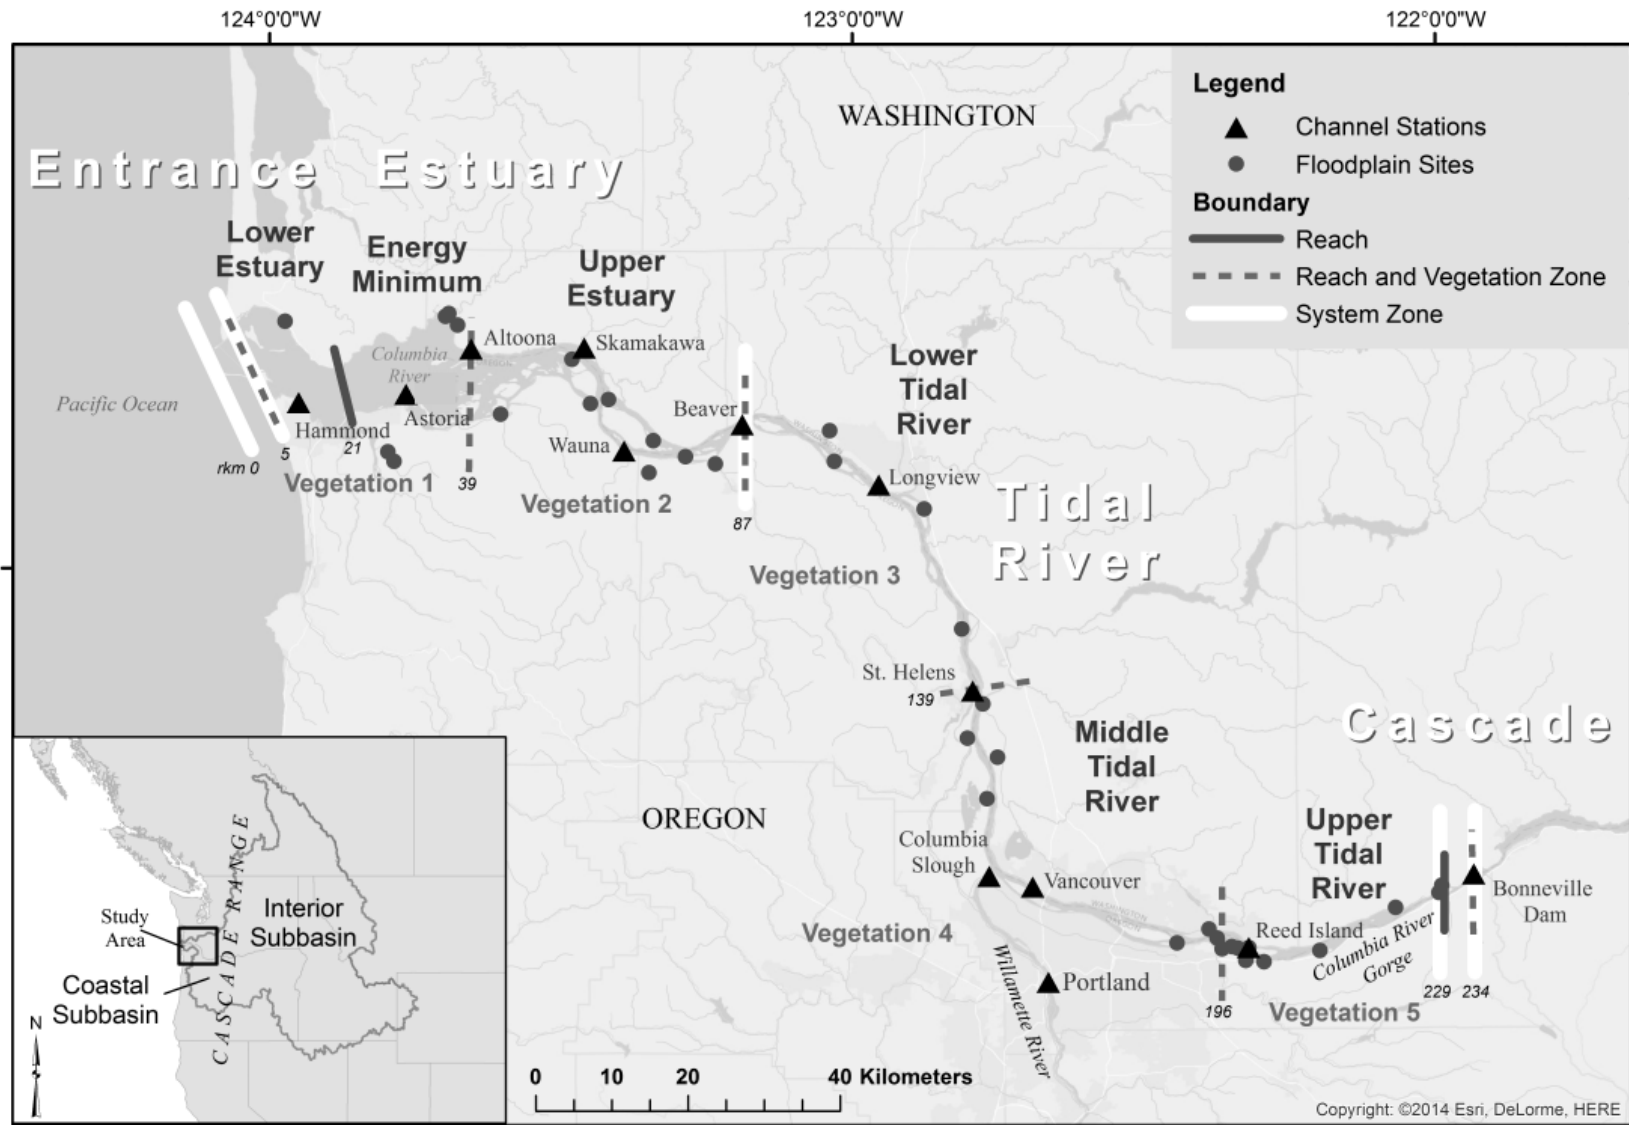 124°0'0"W
123°0'0"W
122°0'0"W
Legend
Channel Stations
Floodplain Sites
Boundary
Reach
Reach and Vegetation Zone
System Zone
WASHINGTON
Entrance
Estuary
Lower
Estuary
Energy
Minimum
Upper
Estuary
Altoona
Skamakawa
Columbia
River
Pacific Ocean
Astoria
Hammond
rkm 0
5
21
39
Vegetation 1
Beaver
Wauna
Vegetation 2
87
Lower
Tidal
River
Longview
Tidal
River
Vegetation 3
St. Helens
139
Middle
Tidal
River
Cascade
OREGON
Columbia
Slough
Vancouver
WASHINGTON
OREGON
Upper
Tidal
River
Reed Island
Columbia River
Gorge
Bonneville
Dam
Vegetation 4
Willamette River
Portland
196
Vegetation 5
229
234
CASCADE RANGE
Interior
Subbasin
Study
Area
Coastal
Subbasin
N
S
0
10
20
40 Kilometers
Copyright: ©2014 Esri, DeLorme, HERE